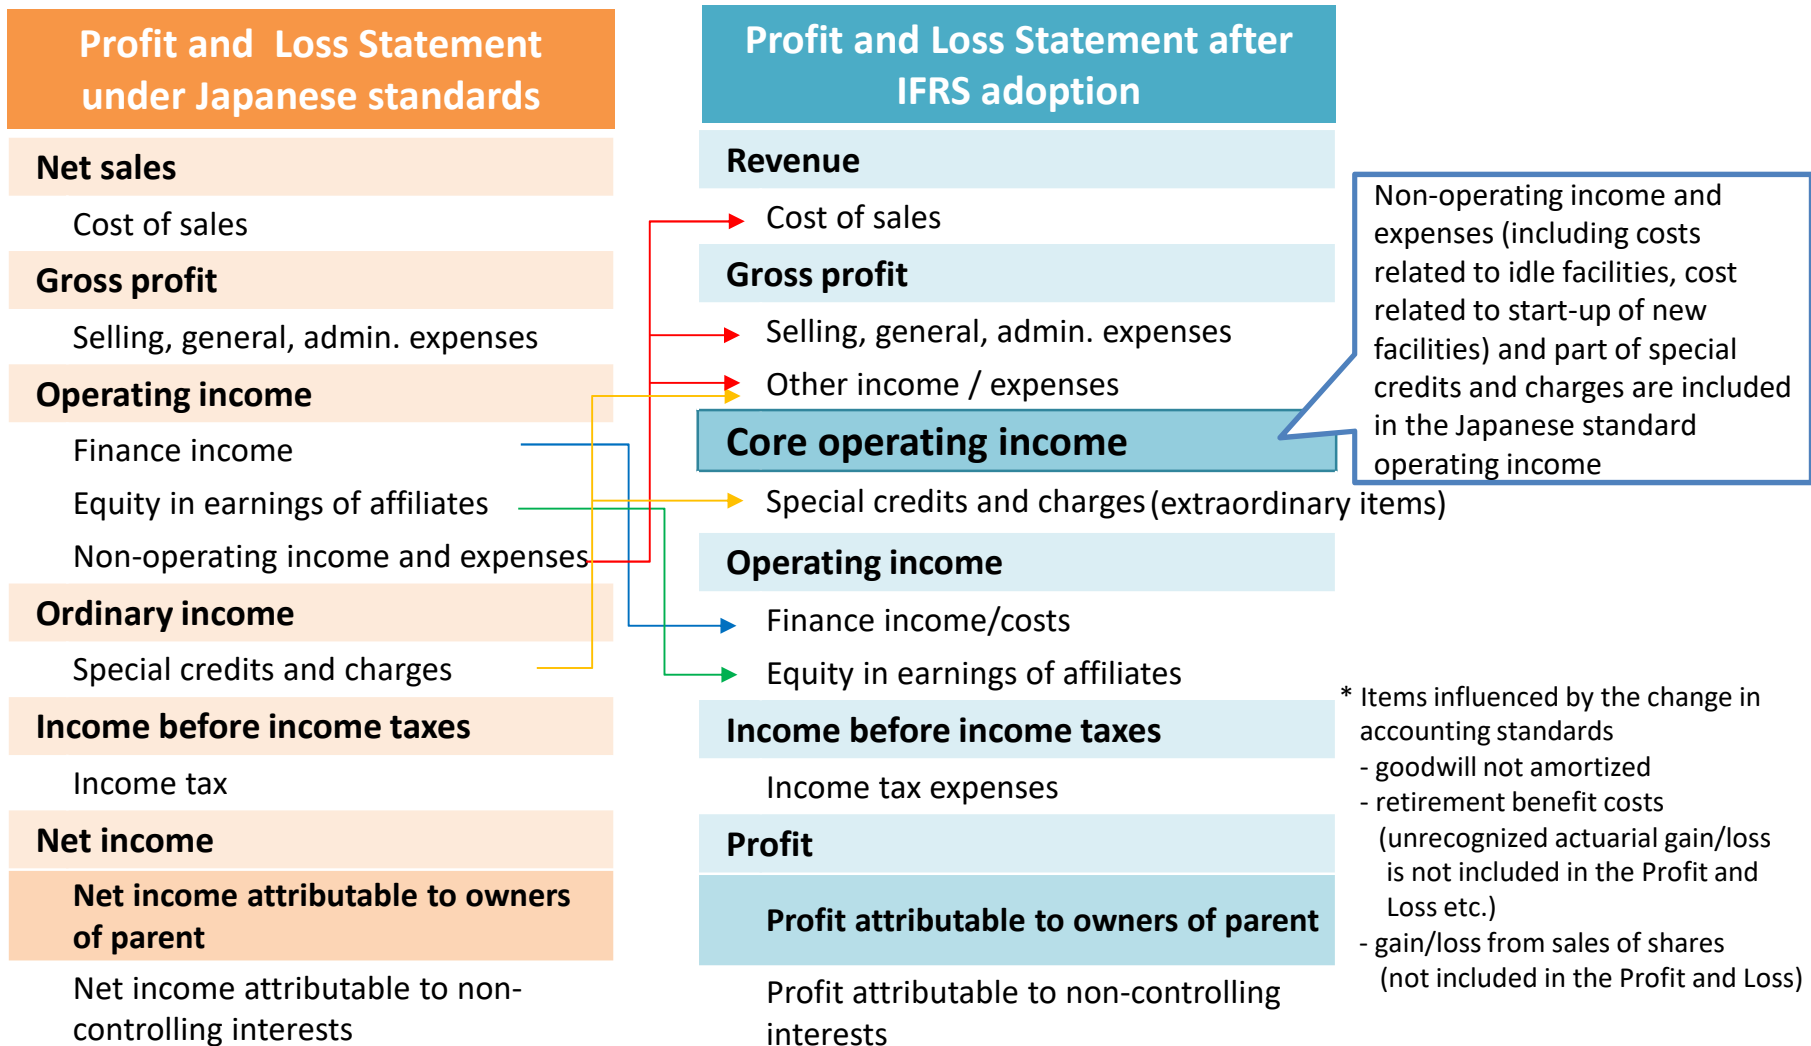 Profit and Loss Statement
under Japanese standards
Net sales
Cost of sales
Gross profit
Selling, general, admin. expenses
Operating income
Finance income
Equity in earnings of affiliates
Non-operating income and expenses
Ordinary income
Special credits and charges
Income before income taxes
Income tax
Net income
Net income attributable to owners
of parent
Net income attributable to non-
controlling interests
Profit and Loss Statement after
IFRS adoption
Revenue
Cost of sales
Gross profit
Selling, general, admin. expenses
Other income / expenses
Core operating income
Special credits and charges (extraordinary items)
Operating income
Finance income/costs
Equity in earnings of affiliates
Income before income taxes
Income tax expenses
Profit
Profit attributable to owners of parent
Profit attributable to non-controlling
interests
Non-operating income and
expenses (including costs
related to idle facilities, cost
related to start-up of new
facilities) and part of special
credits and charges are included
in the Japanese standard
operating income
* Items influenced by the change in
accounting standards
- goodwill not amortized
- retirement benefit costs
(unrecognized actuarial gain/loss
is not included in the Profit and
Loss etc.)
- gain/loss from sales of shares
(not included in the Profit and Loss)